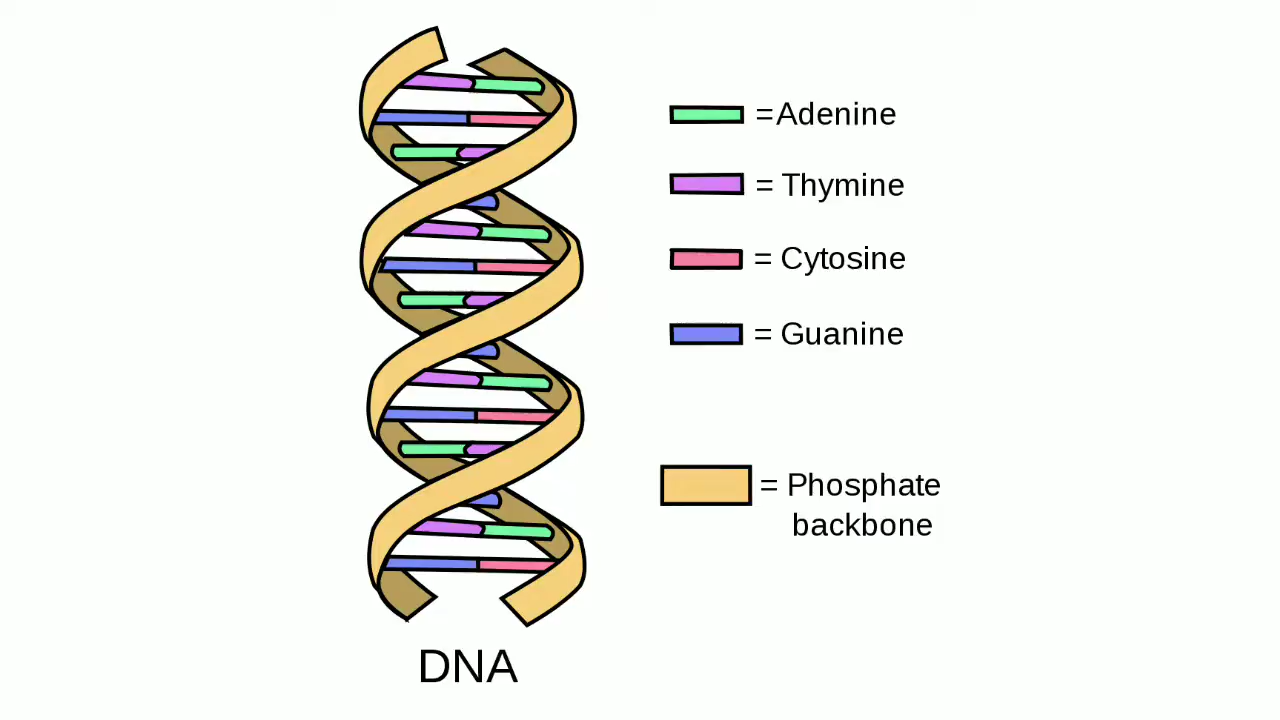 =Adenine
= Thymine
= Cytosine
= Guanine
= Phosphate
backbone
DNA